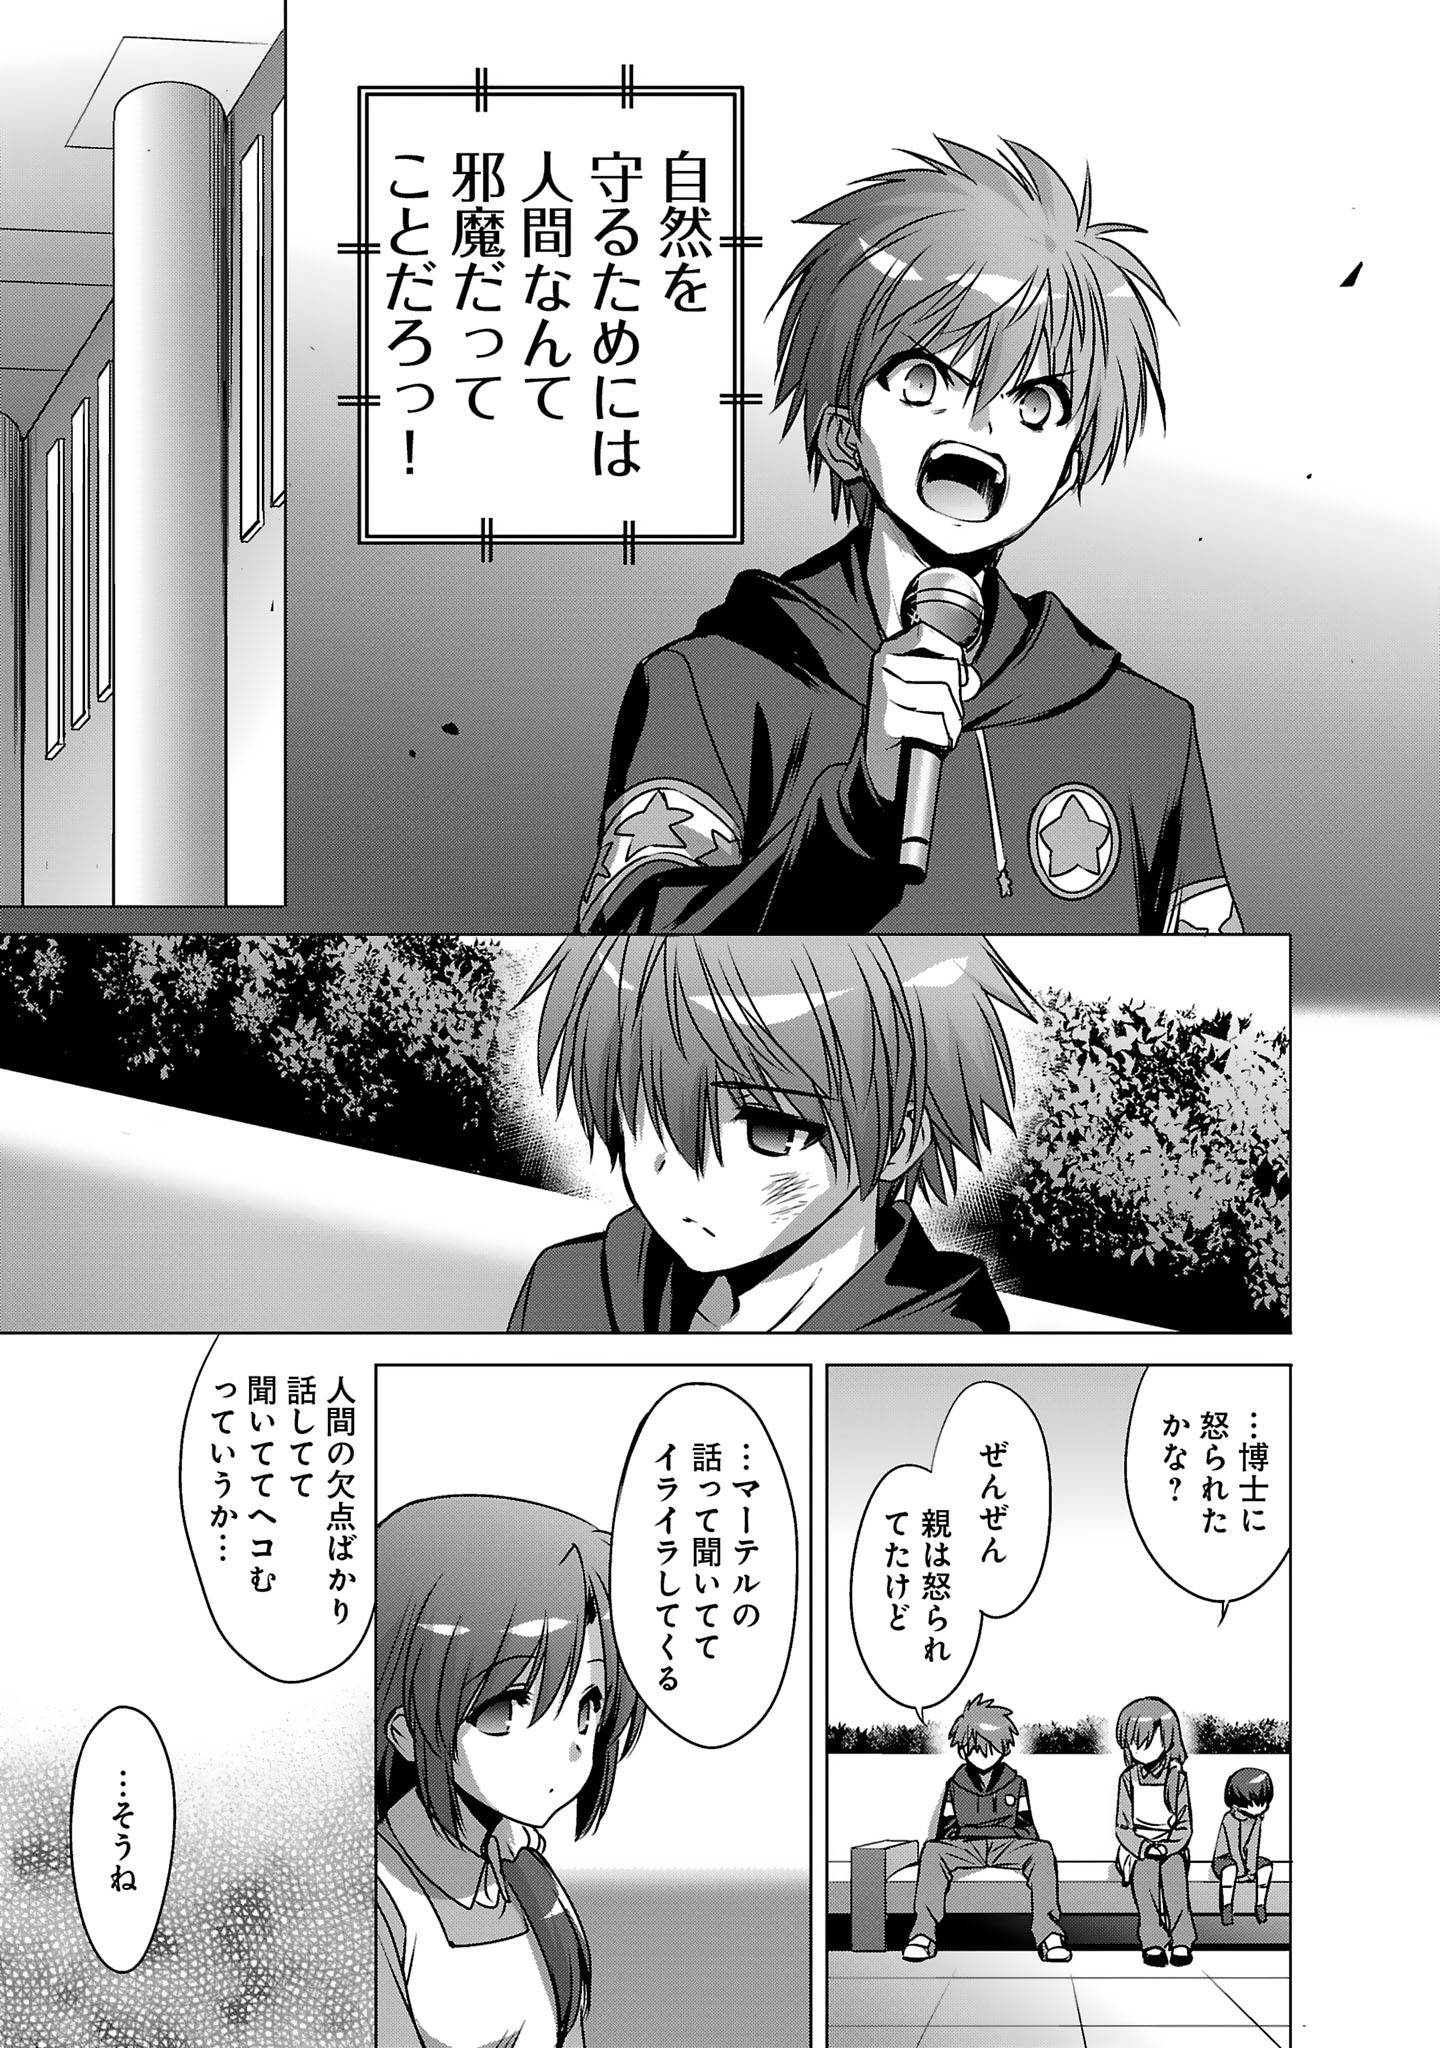 自然を
守るためには
人間なんて
邪魔だって
ことだろっ！
…博士に
怒られた
かな？
ぜんぜん
親は怒られ
てたけど
…マーテルの
話って聞いてて
イライラしてくる
人間の欠点ばかり
話してて
聞いててヘコむ
っていうか…
…そうね